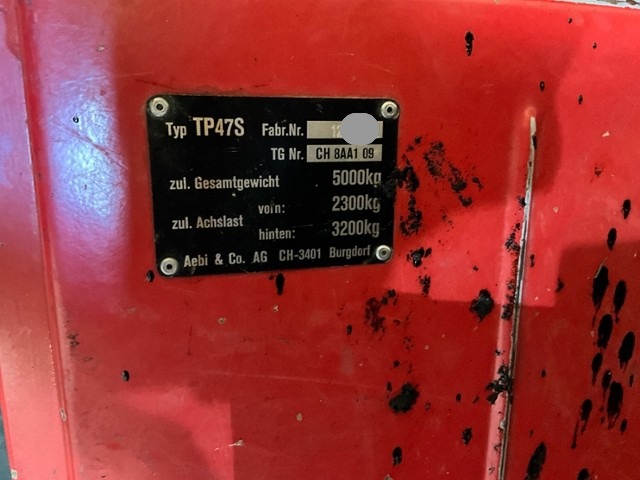 Typ TP47S Fabr.Nr. 12
TG Nr. CH 8AA1 09
zul. Gesamtgewicht 5000kg
zul. Achslast vorn: 2300kg
hinten: 3200kg
Aebi & Co. AG CH-3401 Burgdorf